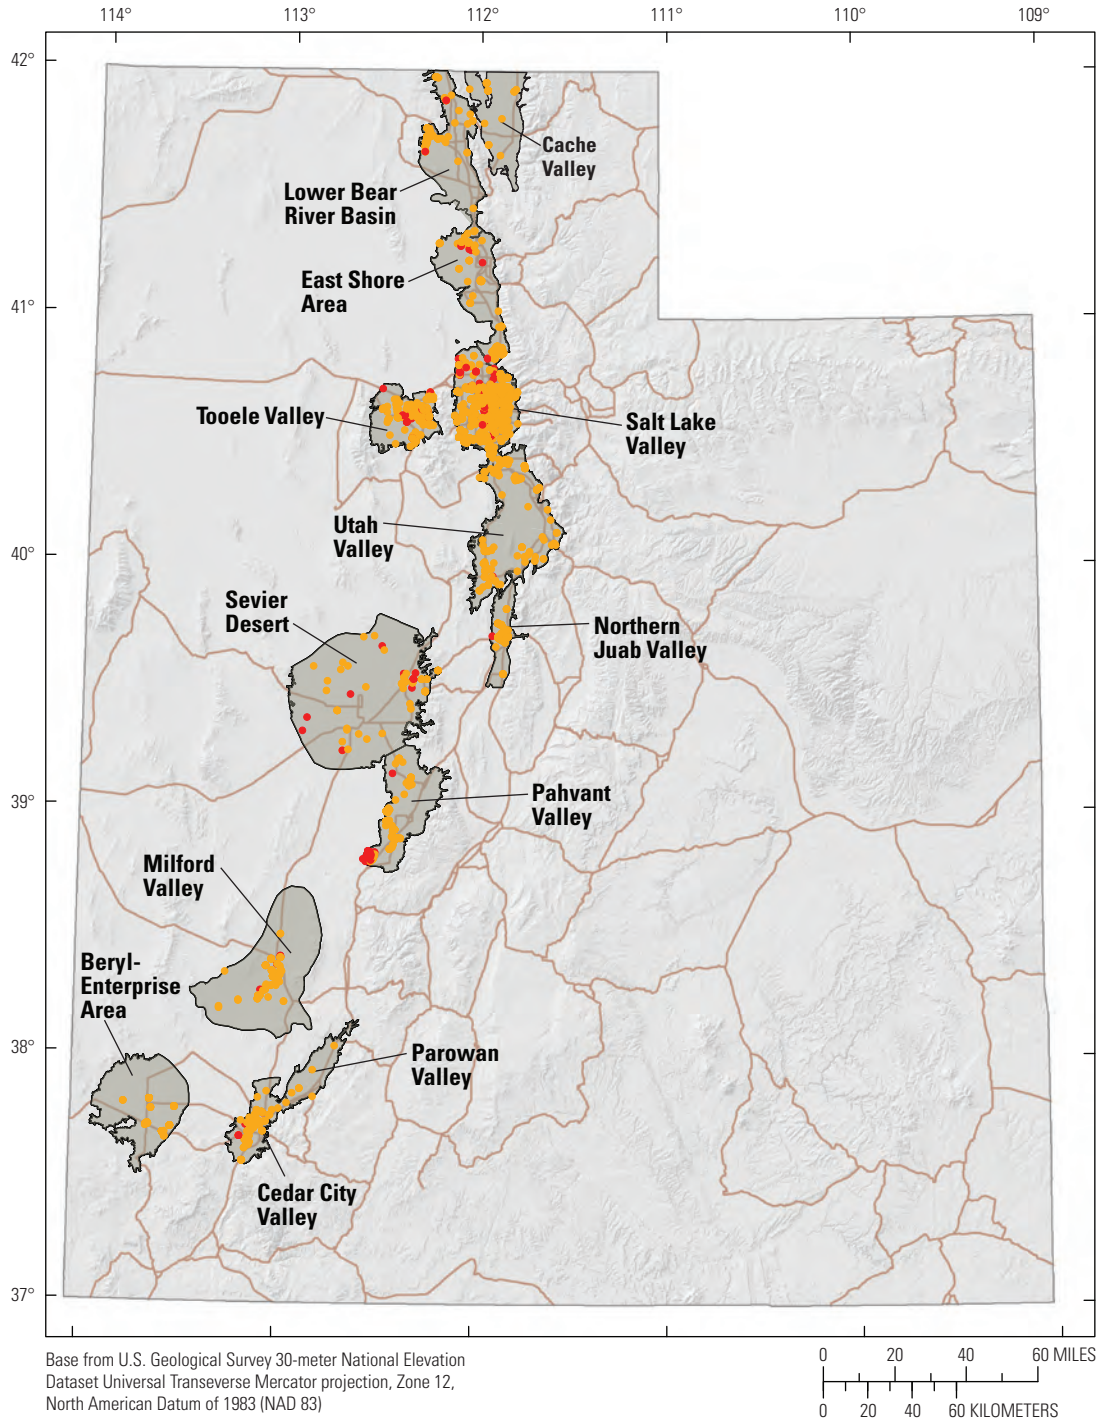 114°
113°
112°
111°
110°
109°
42°
Cache
Valley
Lower Bear
River Basin
East Shore
Area
41°
Tooele Valley
Salt Lake
Valley
Utah
Valley
40°
Sevier
Desert
Northern
Juab Valley
39°
Pahvant
Valley
Milford
Valley
Beryl-
Enterprise
Area
38°
Parowan
Valley
Cedar City
Valley
37°
Base from U.S. Geological Survey 30-meter National Elevation
Dataset Universal Transeverse Mercator projection, Zone 12,
North American Datum of 1983 (NAD 83)
0 20 40 60 MILES
0 20 40 60 KILOMETERS